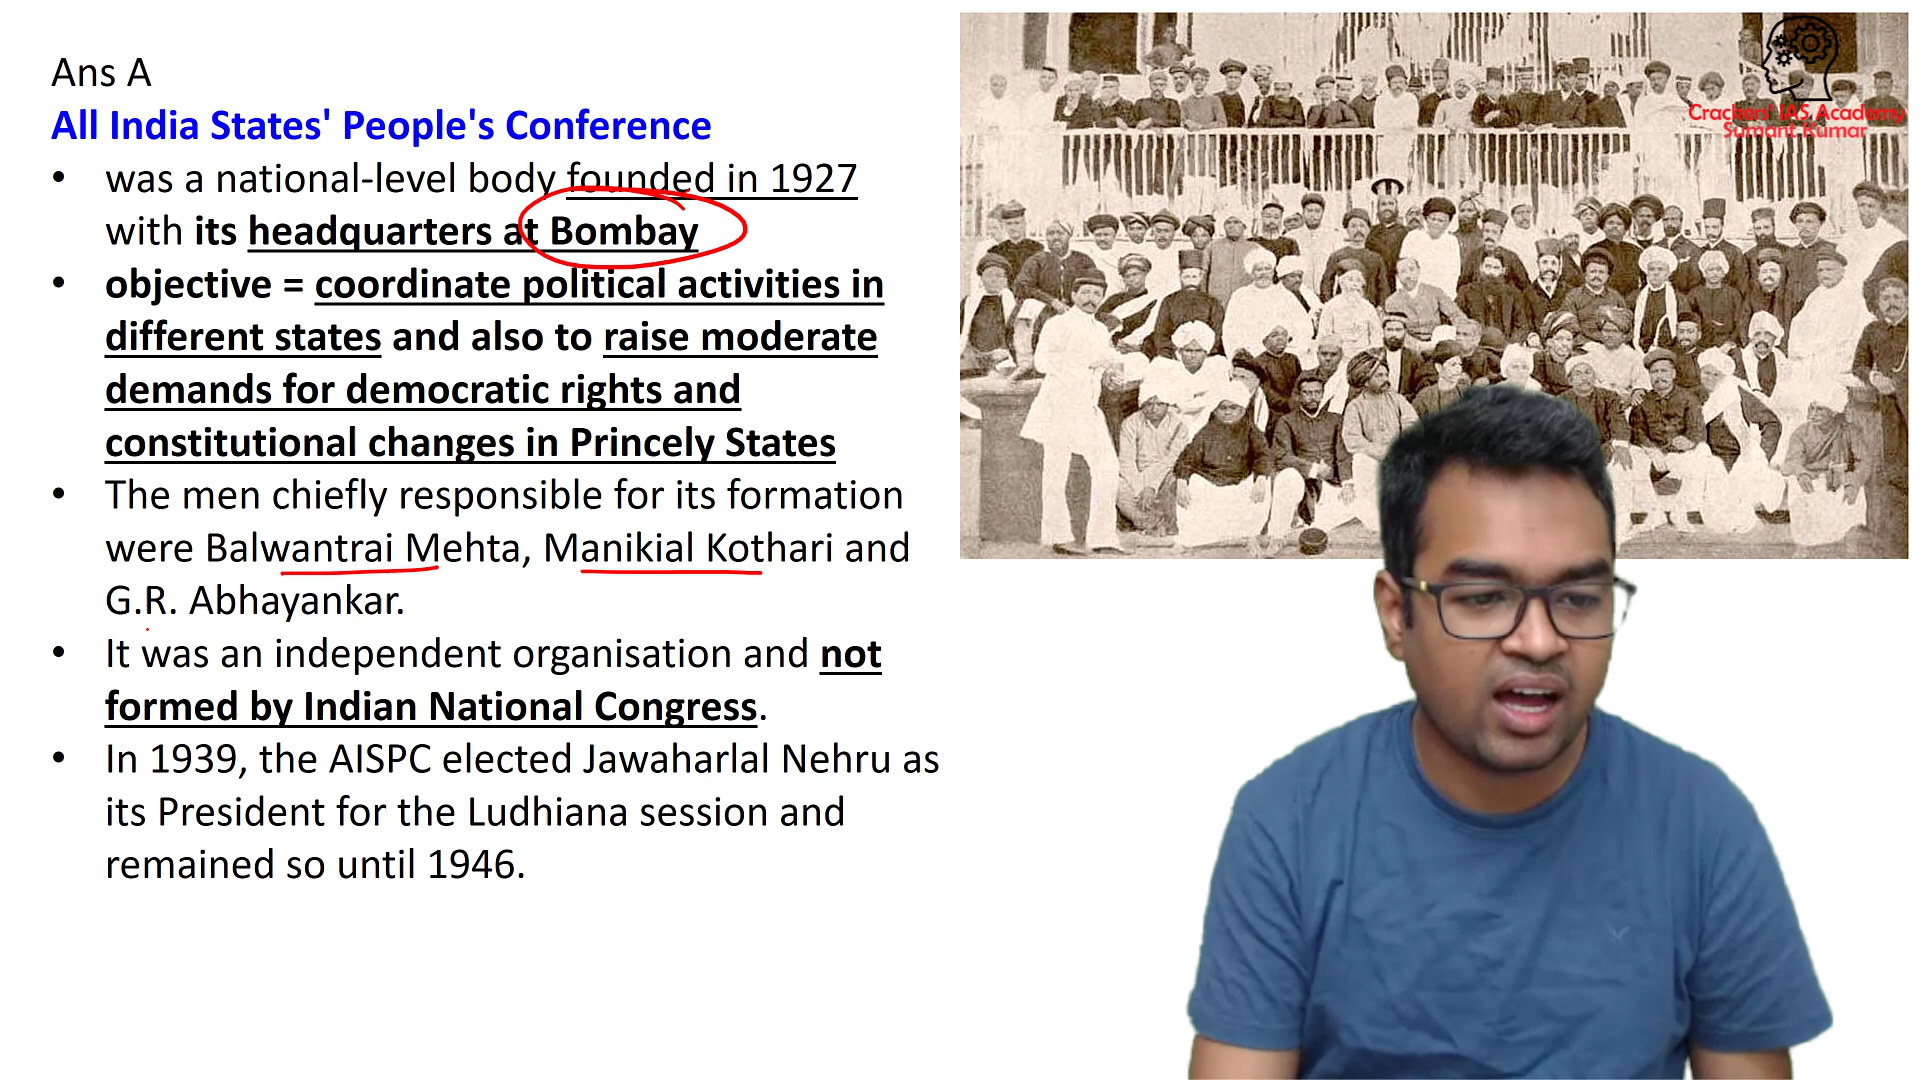 Ans A
All India States' People's Conference
• was a national-level body founded in 1927
with its headquarters at Bombay
• objective = coordinate political activities in
different states and also to raise moderate
demands for democratic rights and
constitutional changes in Princely States
• The men chiefly responsible for its formation
were Balwantrai Mehta, Manikial Kothari and
G.R. Abhayankar.
• It was an independent organisation and not
formed by Indian National Congress.
• In 1939, the AISPC elected Jawaharlal Nehru as
its President for the Ludhiana session and
remained so until 1946.
Crackers' IAS Academy
Sumant Kumar